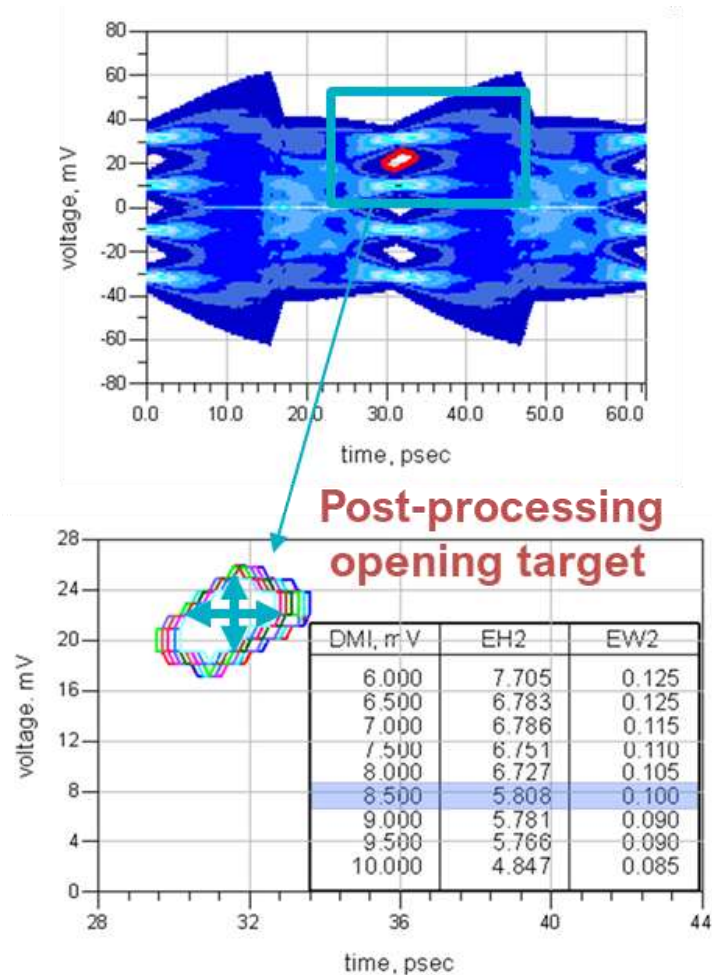 80
60
40
20
0
-20
-40
-60
-80
voltage, mV
0.0 10.0 20.0 30.0 40.0 50.0 60.0
time, psec
Post-processing
opening target
28
24
20
16
12
8
4
0
voltage. mV
DMI, mV EH2 EW2
6.000 7.705 0.125
6.500 6.783 0.125
7.000 6.786 0.115
7.500 6.751 0.110
8.000 6.727 0.105
8.500 5.808 0.100
9.000 5.781 0.090
9.500 5.766 0.090
10.000 4.847 0.085
28 32 36 40 44
time, psec